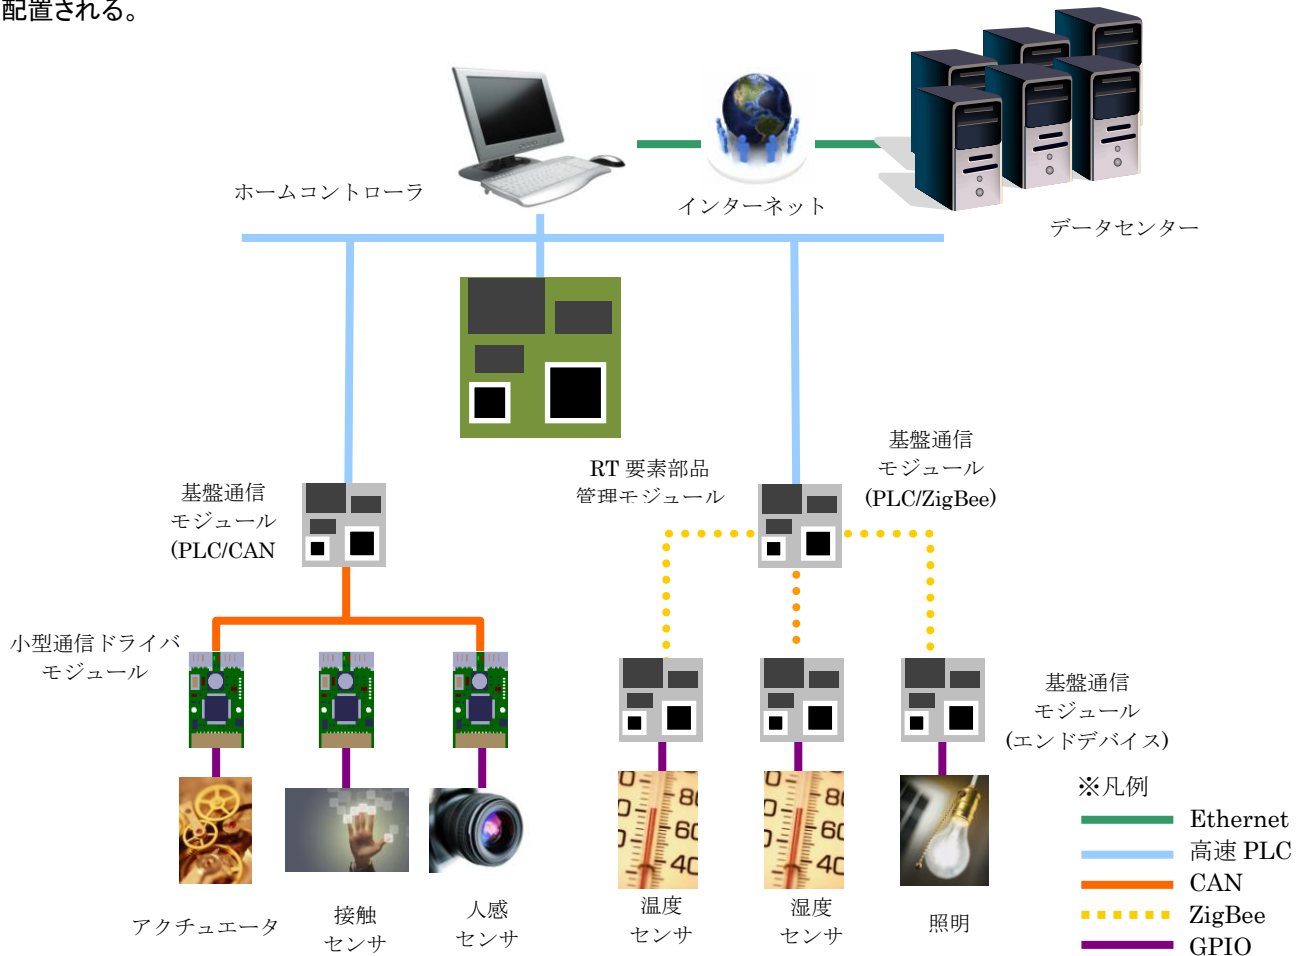 配置される。
ホームコントローラ
インターネット
データセンター
RT 要素部品
管理モジュール
基盤通信
モジュール
(PLC/ZigBee)
基盤通信
モジュール
(PLC/CAN
小型通信ドライバ
モジュール
基盤通信
モジュール
(エンドデバイス)
アクチュエータ
接触
センサ
人感
センサ
温度
センサ
湿度
センサ
照明
※凡例
Ethernet
高速 PLC
CAN
ZigBee
GPIO